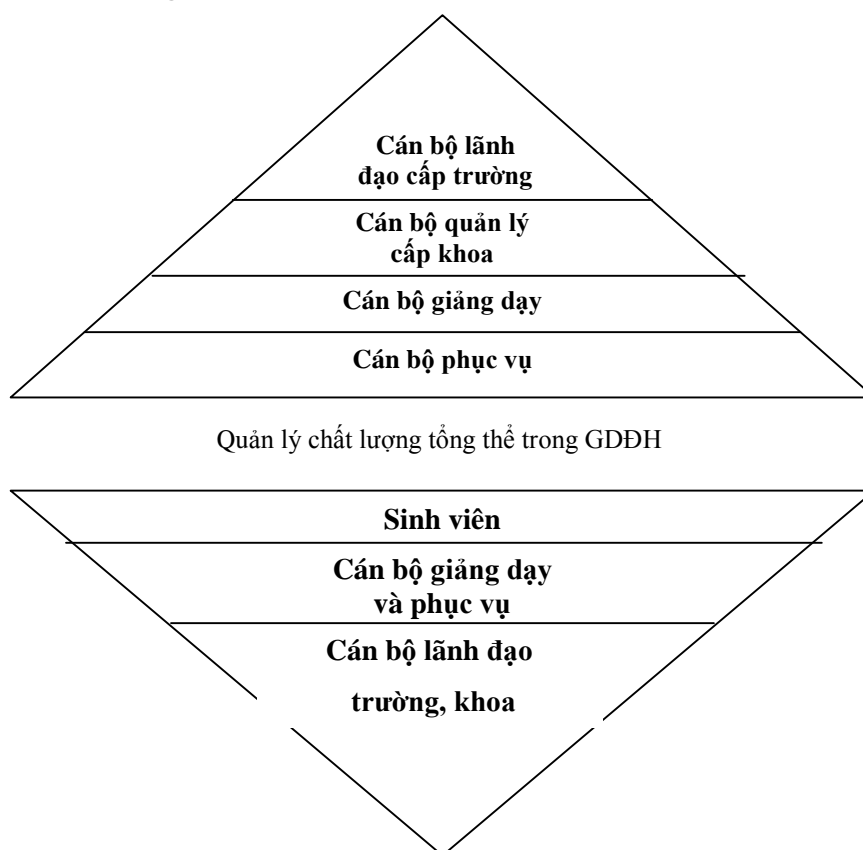 Cán bộ lãnh
đạo cấp trường
Cán bộ quản lý
cấp khoa
Cán bộ giảng dạy
Cán bộ phục vụ
Quản lý chất lượng tổng thể trong GDĐH
Sinh viên
Cán bộ giảng dạy
và phục vụ
Cán bộ lãnh đạo
trường, khoa